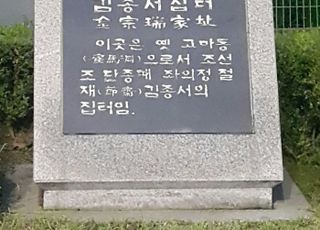 김종서집터
金宗瑞家址
이곳은 옛 고마동
(雇馬洞)으로서 조선
조 단종때 좌의정 절
재(節齋)김종서의
집터임.